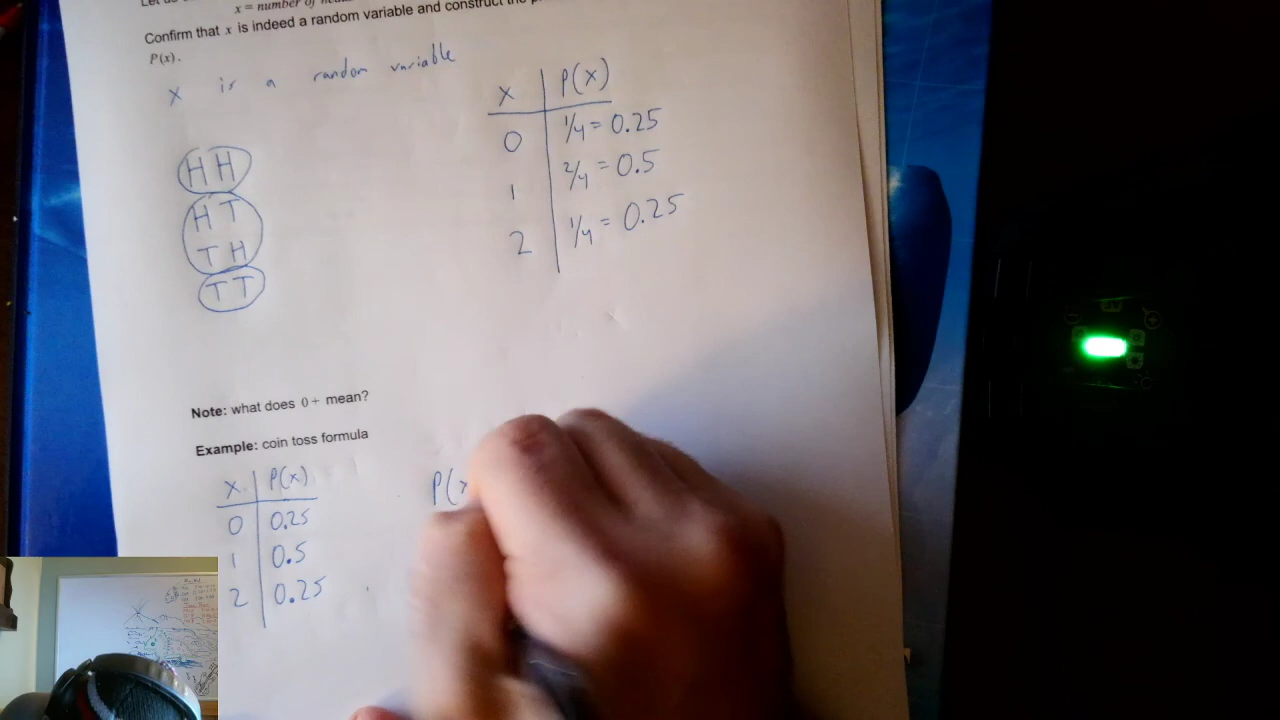 x = number of
Confirm that x is indeed a random variable and construct the
P(x).
x is a random variable
x P(x)
0 1/4 = 0.25
1 2/4 = 0.5
2 1/4 = 0.25
HH
HT
TH
TT
Note: what does 0+ mean?
Example: coin toss formula
x P(x)
0 0.25
1 0.5
2 0.25
P(x